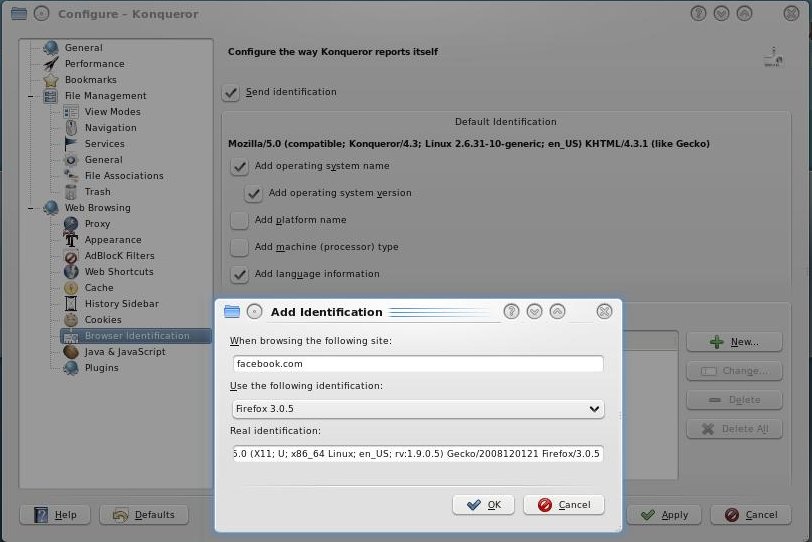 Configure – Konqueror
General
Performance
Bookmarks
File Management
View Modes
Navigation
Services
General
File Associations
Trash
Web Browsing
Proxy
Appearance
AdBlocK Filters
Web Shortcuts
Cache
History Sidebar
Cookies
Browser Identification
Java & JavaScript
Plugins
Configure the way Konqueror reports itself
Send identification
Default Identification
Mozilla/5.0 (compatible; Konqueror/4.3; Linux 2.6.31-10-generic; en_US) KHTML/4.3.1 (like Gecko)
Add operating system name
Add operating system version
Add platform name
Add machine (processor) type
Add language information
Add Identification
When browsing the following site:
facebook.com
Use the following identification:
Firefox 3.0.5
Real identification:
5.0 (X11; U; x86_64 Linux; en_US; rv:1.9.0.5) Gecko/2008120121 Firefox/3.0.5
OK
Cancel
New...
Change...
Delete
Delete All
Help
Defaults
Apply
Cancel